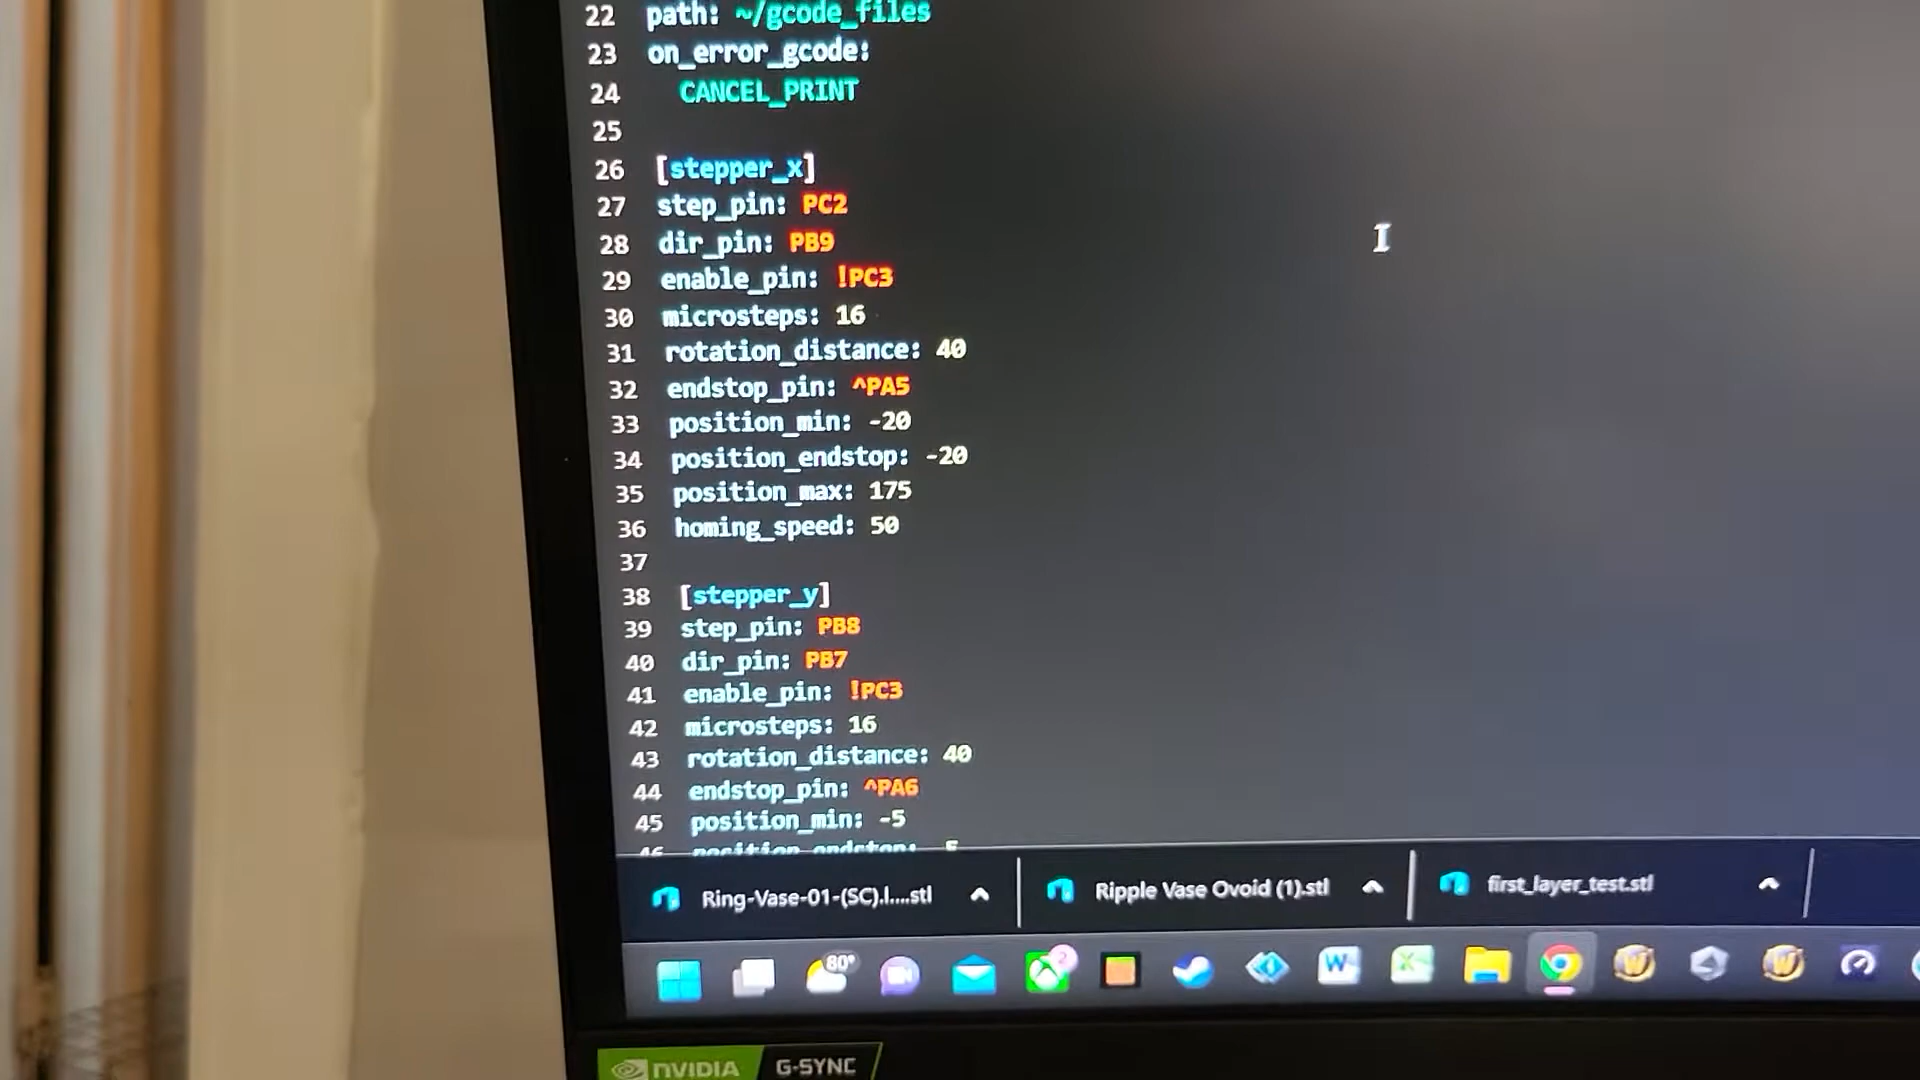 22 path: ~/gcode_files
23 on_error_gcode:
24 CANCEL_PRINT
25
26 [stepper_x]
27 step_pin: PC2
28 dir_pin: PB9
29 enable_pin: !PC3
30 microsteps: 16
31 rotation_distance: 40
32 endstop_pin: ^PA5
33 position_min: -20
34 position_endstop: -20
35 position_max: 175
36 homing_speed: 50
37
38 [stepper_y]
39 step_pin: PB8
40 dir_pin: PB7
41 enable_pin: !PC3
42 microsteps: 16
43 rotation_distance: 40
44 endstop_pin: ^PA6
45 position_min: -5
46 position_endstop:
Ring-Vase-01-(SC).l....stl
Ripple Vase Ovoid (1).stl
first_layer_test.stl
80°
2
W
X
NVIDIA G-SYNC